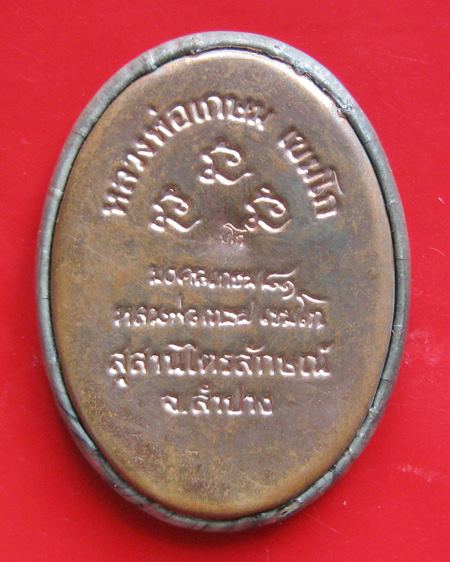 หลวงพ่อเกษม เขมโก
มงคลเกษม ๘๑
หลวงพ่อเกษม เขมโก
สุสานไตรลักษณ์
จ.ลำปาง